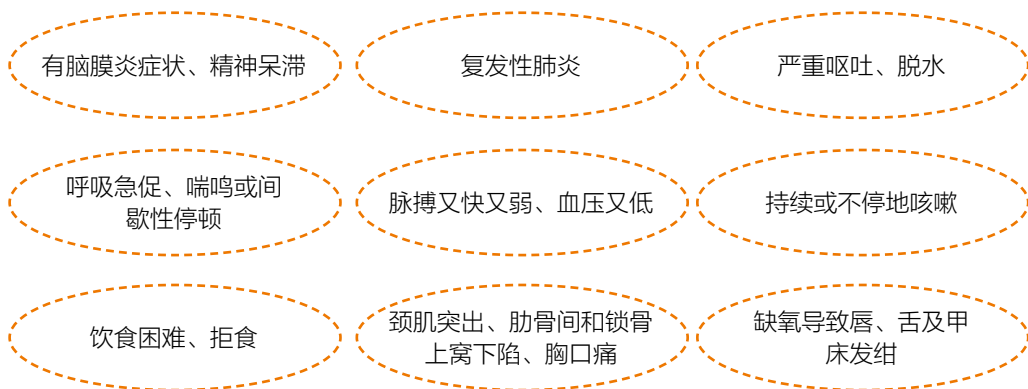 有脑膜炎症状、精神呆滞
复发性肺炎
严重呕吐、脱水
呼吸急促、喘鸣或间
歇性停顿
脉搏又快又弱、血压又低
持续或不停地咳嗽
饮食困难、拒食
颈肌突出、肋骨间和锁骨
上窝下陷、胸口痛
缺氧导致唇、舌及甲
床发绀